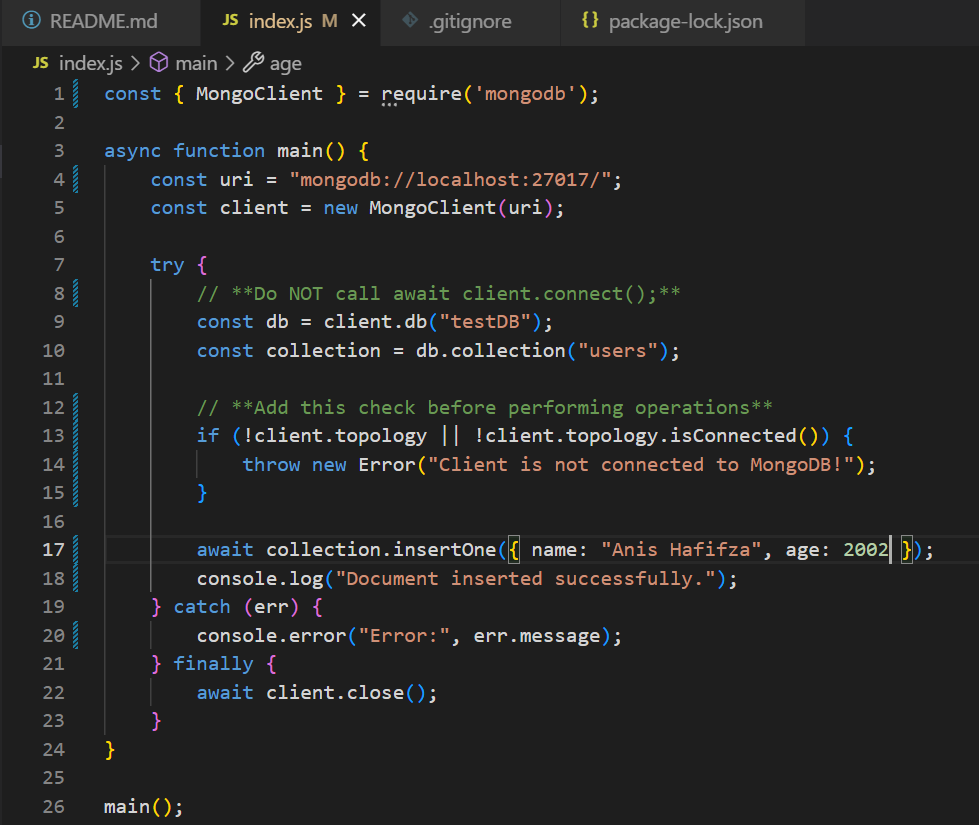 README.md JS index.js M .gitignore {} package-lock.json
JS index.js > main > age
1 const { MongoClient } = require('mongodb');
2
3 async function main() {
4     const uri = "mongodb://localhost:27017/";
5     const client = new MongoClient(uri);
6
7     try {
8         // **Do NOT call await client.connect();**
9         const db = client.db("testDB");
10         const collection = db.collection("users");
11
12         // **Add this check before performing operations**
13         if (!client.topology || !client.topology.isConnected()) {
14             throw new Error("Client is not connected to MongoDB!");
15         }
16
17         await collection.insertOne({ name: "Anis Hafifza", age: 2002 });
18         console.log("Document inserted successfully.");
19     } catch (err) {
20         console.error("Error:", err.message);
21     } finally {
22         await client.close();
23     }
24 }
25
26 main();